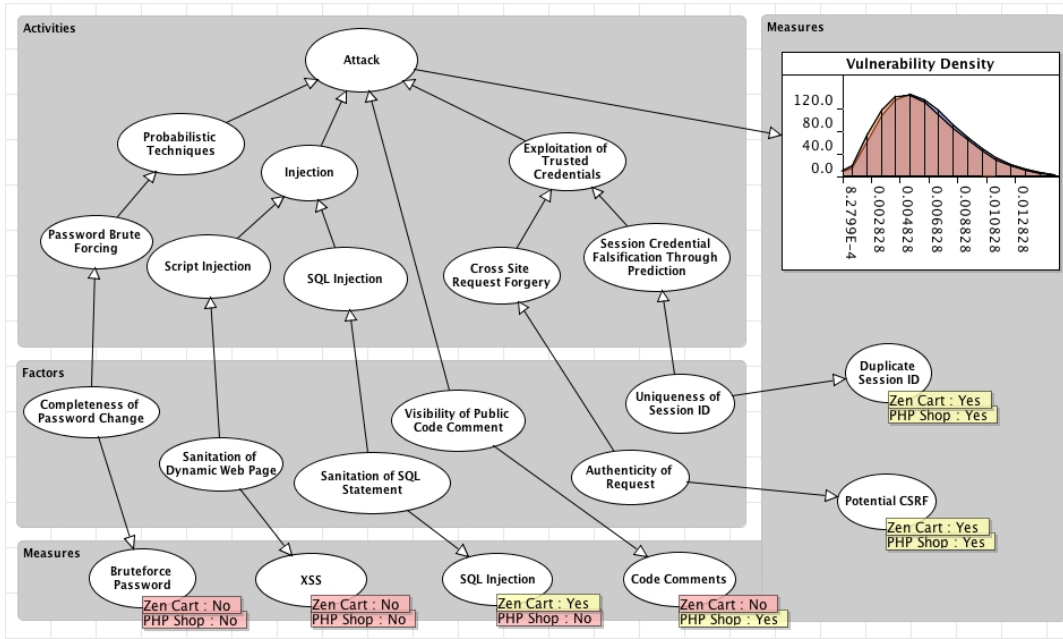 Activities
Attack
Probabilistic
Techniques
Injection
Exploitation of
Trusted
Credentials
Password Brute
Forcing
Script Injection
SQL Injection
Cross Site
Request Forgery
Session Credential
Falsification Through
Prediction
Measures
Vulnerability Density
120.0
80.0
40.0
0.0
8.2799E-4
0.002828
0.004828
0.006828
0.008828
0.010828
0.012828
Factors
Completeness of
Password Change
Sanitation of
Dynamic Web Page
Sanitation of SQL
Statement
Visibility of Public
Code Comment
Uniqueness of
Session ID
Authenticity of
Request
Duplicate
Session ID
Zen Cart : Yes
PHP Shop : Yes
Potential CSRF
Zen Cart : Yes
PHP Shop : Yes
Measures
Bruteforce
Password
Zen Cart : No
PHP Shop : No
XSS
Zen Cart : No
PHP Shop : No
SQL Injection
Zen Cart : Yes
PHP Shop : No
Code Comments
Zen Cart : No
PHP Shop : Yes